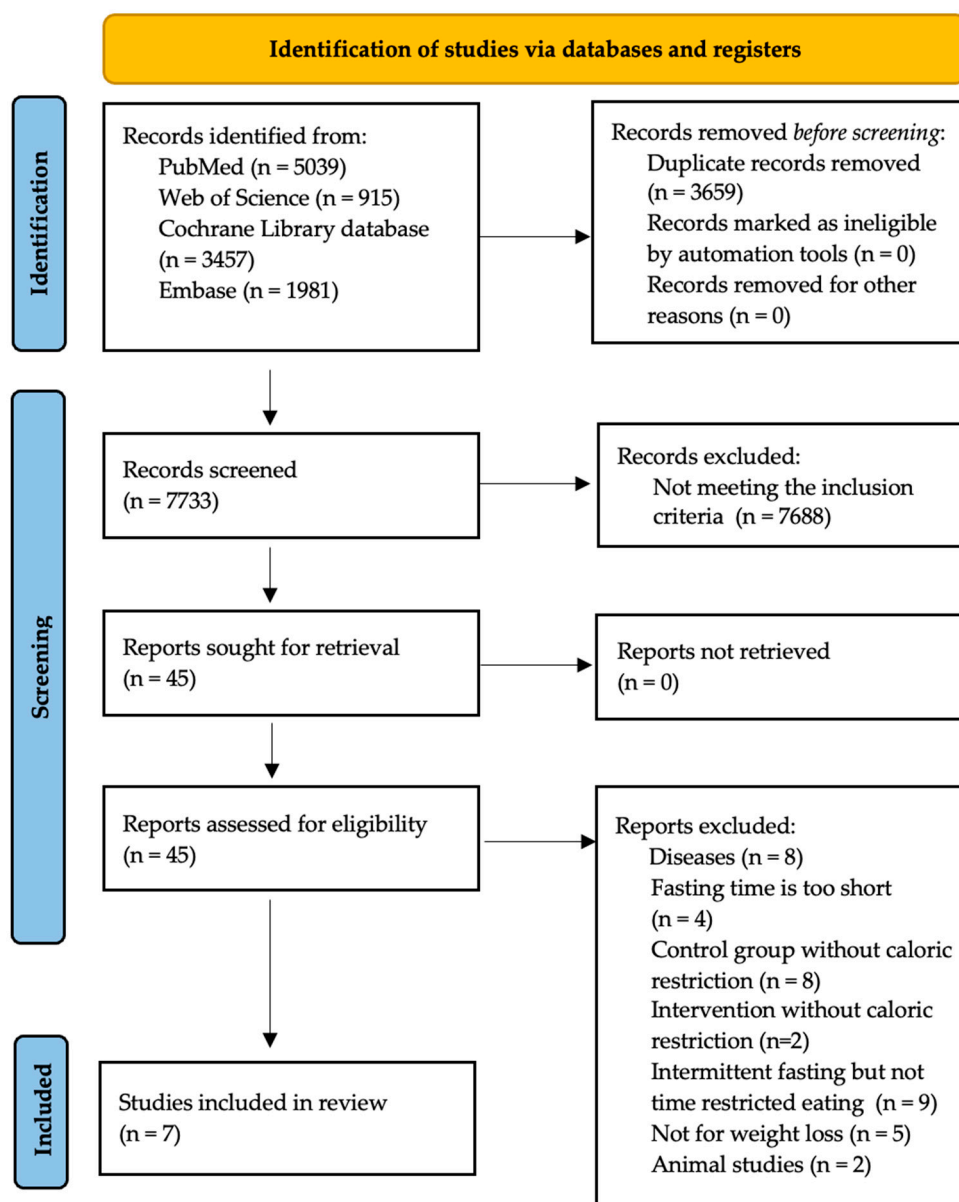 Identification of studies via databases and registers
Identification
Records identified from:
PubMed (n = 5039)
Web of Science (n = 915)
Cochrane Library database
(n = 3457)
Embase (n = 1981)
Records removed before screening:
Duplicate records removed
(n = 3659)
Records marked as ineligible
by automation tools (n = 0)
Records removed for other
reasons (n = 0)
Screening
Records screened
(n = 7733)
Records excluded:
Not meeting the inclusion
criteria (n = 7688)
Reports sought for retrieval
(n = 45)
Reports not retrieved
(n = 0)
Reports assessed for eligibility
(n = 45)
Reports excluded:
Diseases (n = 8)
Fasting time is too short
(n = 4)
Control group without caloric
restriction (n = 8)
Intervention without caloric
restriction (n=2)
Intermittent fasting but not
time restricted eating (n = 9)
Not for weight loss (n = 5)
Animal studies (n = 2)
Included
Studies included in review
(n = 7)